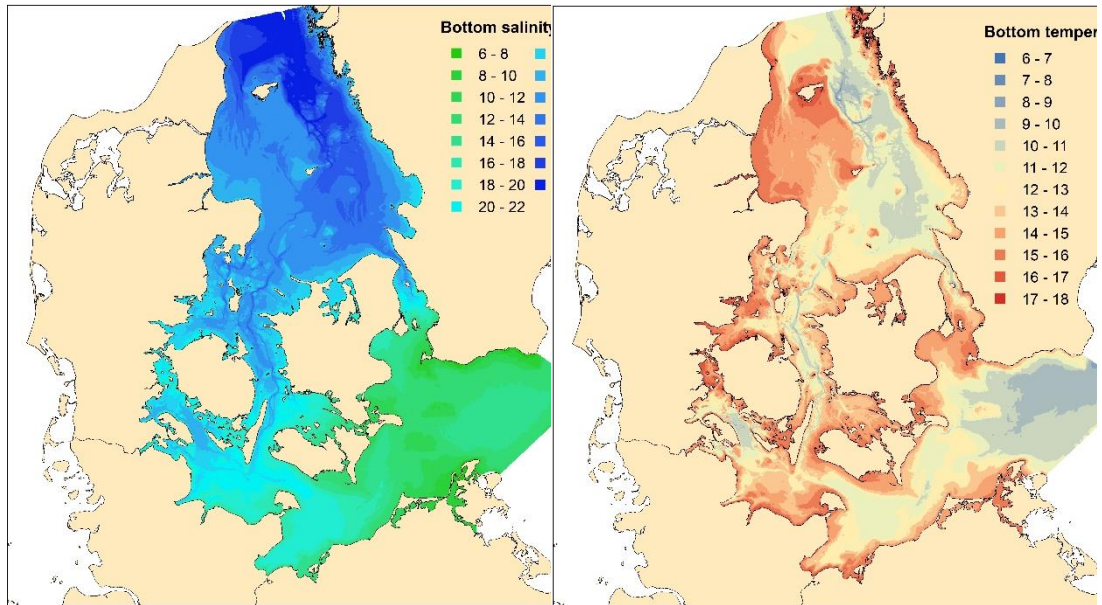 Bottom salinity
6 - 8
8 - 10
10 - 12
12 - 14
14 - 16
16 - 18
18 - 20
20 - 22
Bottom temper
6 - 7
7 - 8
8 - 9
9 - 10
10 - 11
11 - 12
12 - 13
13 - 14
14 - 15
15 - 16
16 - 17
17 - 18